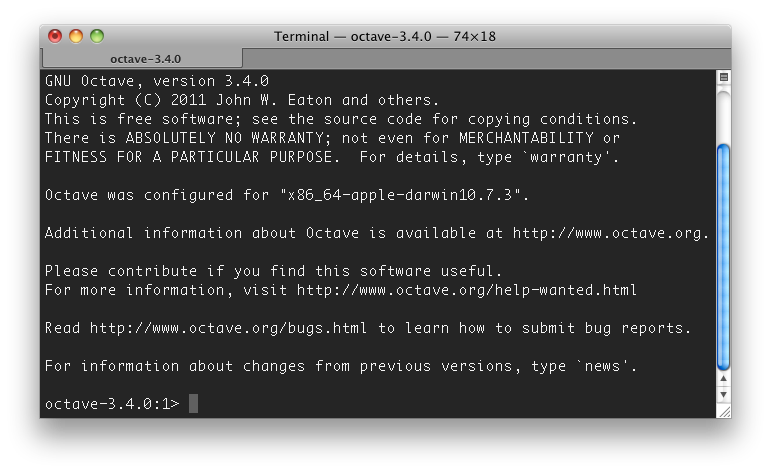 Terminal — octave-3.4.0 — 74×18
octave-3.4.0
GNU Octave, version 3.4.0
Copyright (C) 2011 John W. Eaton and others.
This is free software; see the source code for copying conditions.
There is ABSOLUTELY NO WARRANTY; not even for MERCHANTABILITY or
FITNESS FOR A PARTICULAR PURPOSE.  For details, type `warranty'.
Octave was configured for "x86_64-apple-darwin10.7.3".
Additional information about Octave is available at http://www.octave.org.
Please contribute if you find this software useful.
For more information, visit http://www.octave.org/help-wanted.html
Read http://www.octave.org/bugs.html to learn how to submit bug reports.
For information about changes from previous versions, type `news'.
octave-3.4.0:1>